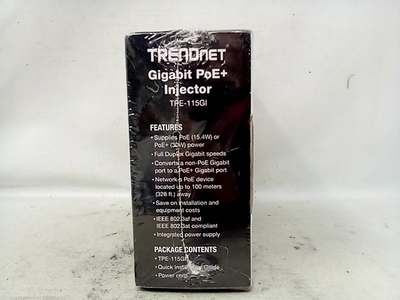 TRENDNET
Gigabit PoE+
Injector
TPE-115GI
FEATURES
• Supplies PoE (15.4W) or
PoE+ (30W) power
• Full Duplex Gigabit speeds
• Converts a non-PoE Gigabit
port to a PoE+ Gigabit port
• Network a PoE device
located up to 100 meters
(328 ft.) away
• Save on installation and
equipment costs
• IEEE 802.3af and
IEEE 802.3at compliant
• Integrated power supply
PACKAGE CONTENTS
• TPE-115GI
• Quick Installation Guide
• Power cord